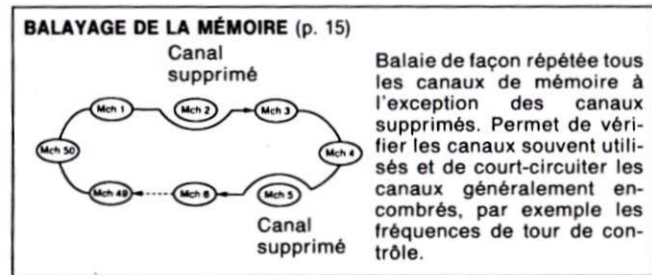 BALAYAGE DE LA MÉMOIRE (p. 15)
Canal
supprimé
Mch 1
Mch 2
Mch 3
Mch 50
Mch 4
Mch 49
Mch 6
Mch 5
Canal
supprimé
Balaie de façon répétée tous
les canaux de mémoire à
l'exception des canaux
supprimés. Permet de véri-
fier les canaux souvent utili-
sés et de court-circuiter les
canaux généralement en-
combrés, par exemple les
fréquences de tour de con-
trôle.